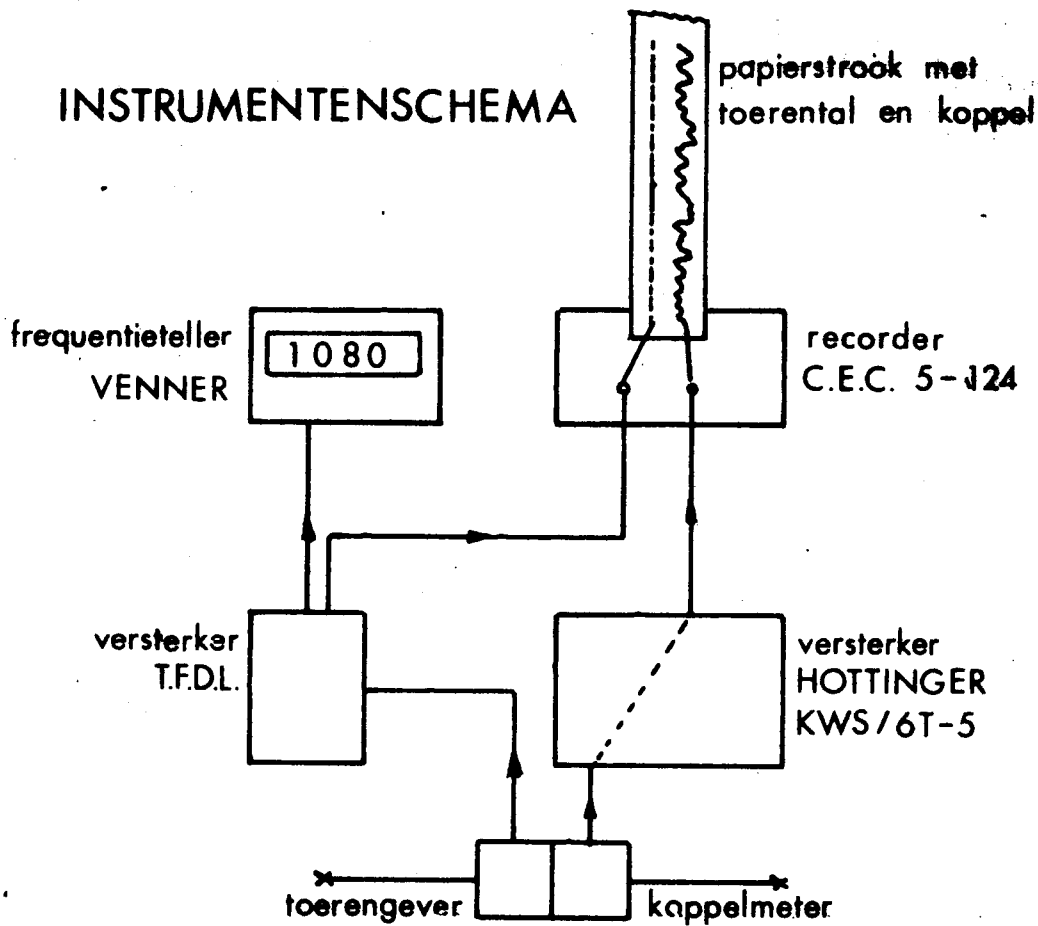 INSTRUMENTENSCHEMA
papierstrook met
toerental en koppel
frequentieteller
VENNER
1080
recorder
C.E.C. 5-124
versterker
T.F.D.L.
versterker
HOTTINGER
KWS/6T-5
toerengever
koppelmeter